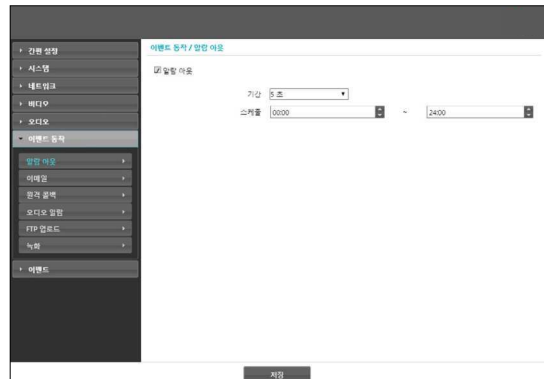 간편 설정
시스템
네트워크
비디오
오디오
이벤트 동작
알람 아웃
이메일
원격 콜백
오디오 알람
FTP 업로드
녹화
이벤트
이벤트 동작 / 알람 아웃
알람 아웃
기간 5 초
스케줄 00:00 ~ 24:00
저장